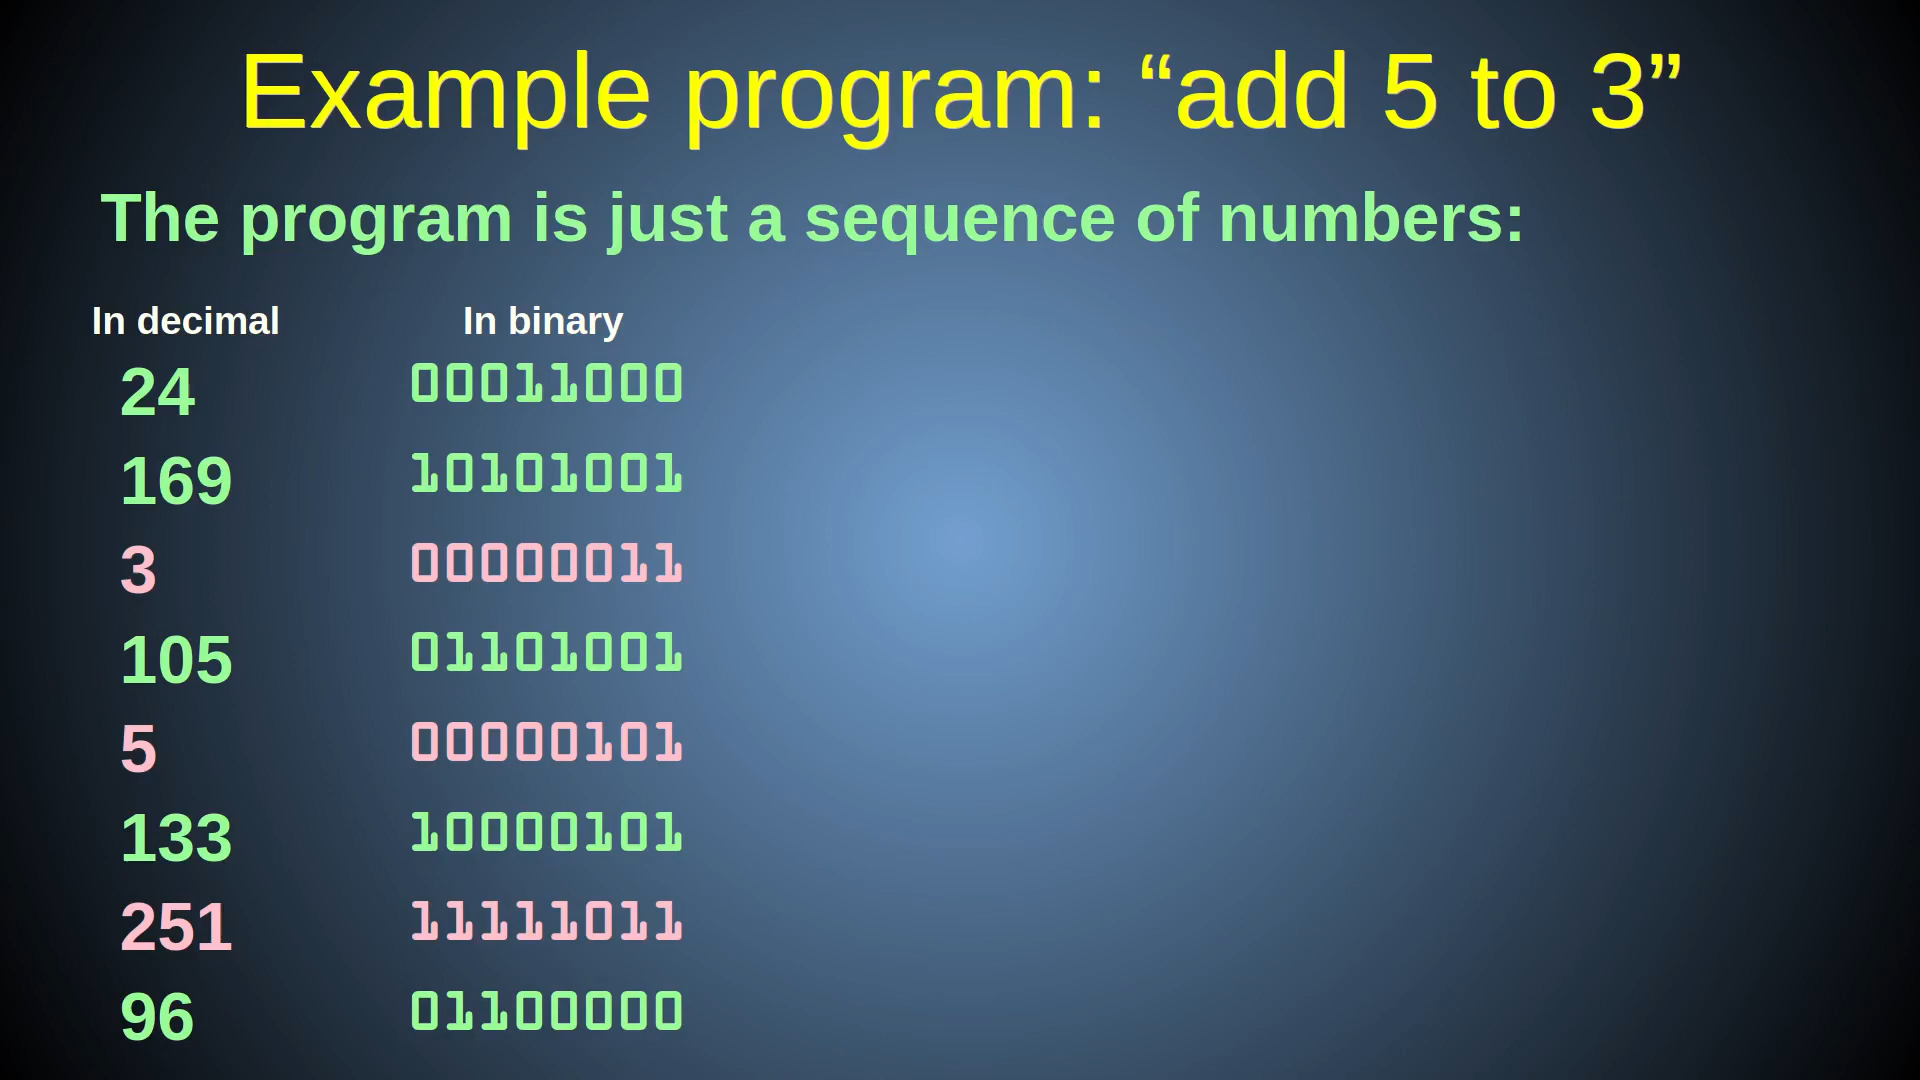 Example program: “add 5 to 3”
The program is just a sequence of numbers:
In decimal In binary
24 00011000
169 10101001
3 00000011
105 01101001
5 00000101
133 10000101
251 11111011
96 01100000